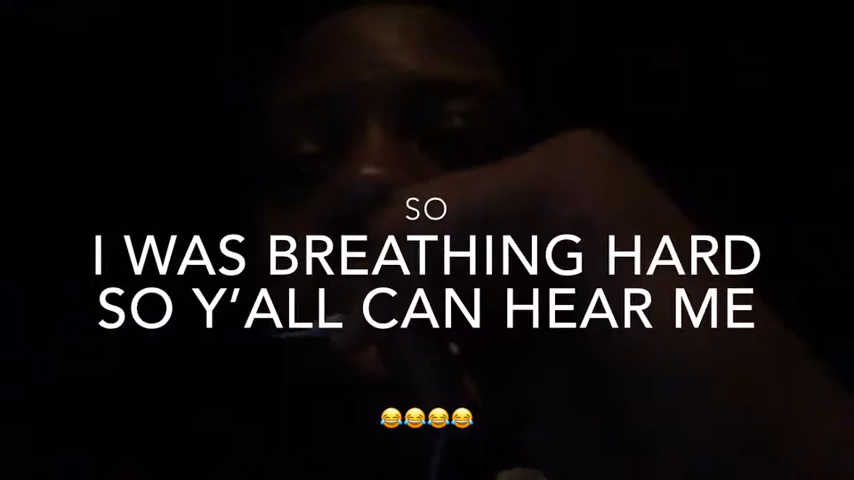 SO
I WAS BREATHING HARD
SO Y’ALL CAN HEAR ME
😂😂😂😂